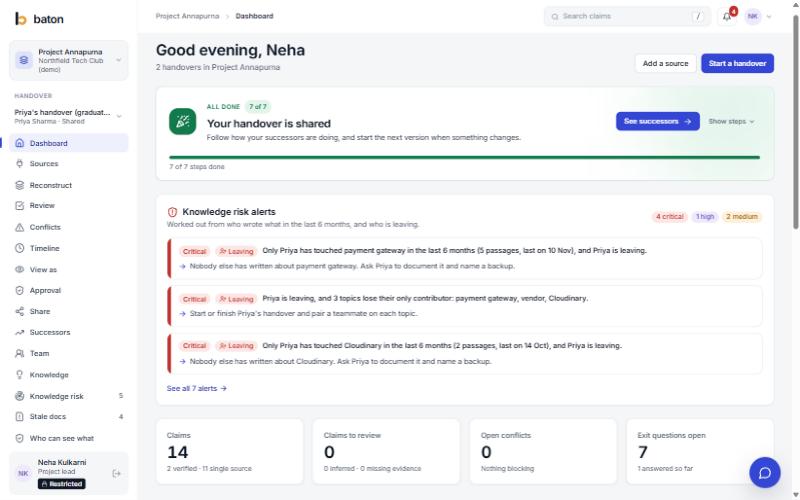 baton
Project Annapurna
Northfield Tech Club
(demo)
HANDOVER
Priya's handover (graduat...
Priya Sharma · Shared
Dashboard
Sources
Reconstruct
Review
Conflicts
Timeline
View as
Approval
Share
Successors
Team
Knowledge
Knowledge risk 5
Stale docs 4
Who can see what
NK
Neha Kulkarni
Project lead
Restricted
Project Annapurna > Dashboard
Search claims /
4
NK
Good evening, Neha
2 handovers in Project Annapurna
Add a source
Start a handover
ALL DONE 7 of 7
Your handover is shared
Follow how your successors are doing, and start the next version when something changes.
See successors →
Show steps
7 of 7 steps done
Knowledge risk alerts
Worked out from who wrote what in the last 6 months, and who is leaving.
4 critical 1 high 2 medium
Critical Leaving Only Priya has touched payment gateway in the last 6 months (5 passages, last on 10 Nov), and Priya is leaving.
→ Nobody else has written about payment gateway. Ask Priya to document it and name a backup.
Critical Leaving Priya is leaving, and 3 topics lose their only contributor: payment gateway, vendor, Cloudinary.
→ Start or finish Priya's handover and pair a teammate on each topic.
Critical Leaving Only Priya has touched Cloudinary in the last 6 months (2 passages, last on 14 Oct), and Priya is leaving.
→ Nobody else has written about Cloudinary. Ask Priya to document it and name a backup.
See all 7 alerts →
Claims
14
2 verified · 11 single source
Claims to review
0
0 inferred · 0 missing evidence
Open conflicts
0
Nothing blocking
Exit questions open
7
1 answered so far